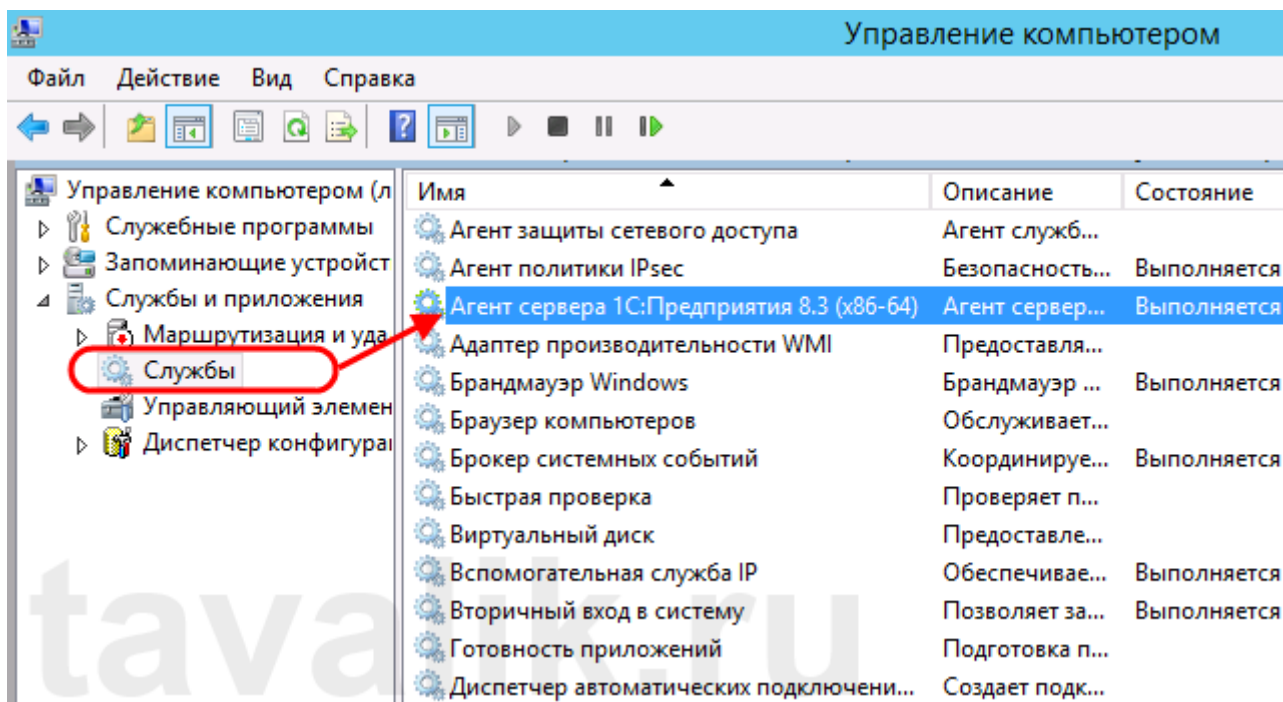 Управление компьютером
Файл Действие Вид Справка
Управление компьютером (л
Служебные программы
Запоминающие устройст
Службы и приложения
Маршрутизация и уда
Службы
Управляющий элемен
Диспетчер конфигура
Имя Описание Состояние
Агент защиты сетевого доступа Агент служб...
Агент политики IPsec Безопасность... Выполняется
Агент сервера 1С:Предприятия 8.3 (x86-64) Агент сервер... Выполняется
Адаптер производительности WMI Предоставля...
Брандмауэр Windows Брандмауэр ... Выполняется
Браузер компьютеров Обслуживает...
Брокер системных событий Координируе... Выполняется
Быстрая проверка Проверяет п...
Виртуальный диск Предоставле...
Вспомогательная служба IP Обеспечивае... Выполняется
Вторичный вход в систему Позволяет за... Выполняется
Готовность приложений Подготовка п...
Диспетчер автоматических подключени... Создает подк...
tavalik.ru